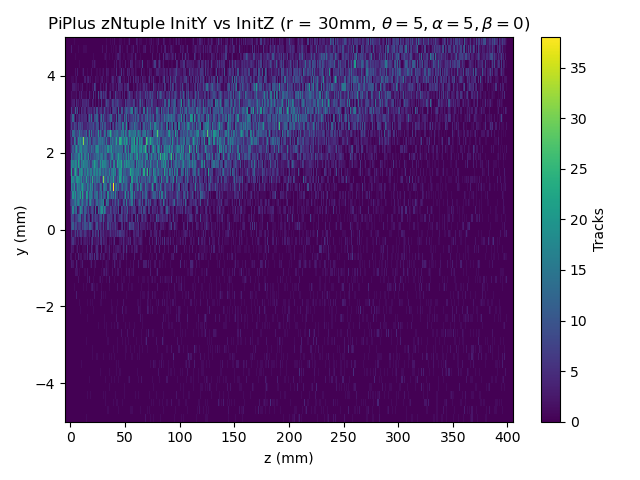 PiPlus zNtuple InitY vs InitZ (r = 30mm, θ = 5, α = 5, β = 0)
4
2
0
−2
−4
y (mm)
0 50 100 150 200 250 300 350 400
z (mm)
35
30
25
20
15
10
5
0
Tracks